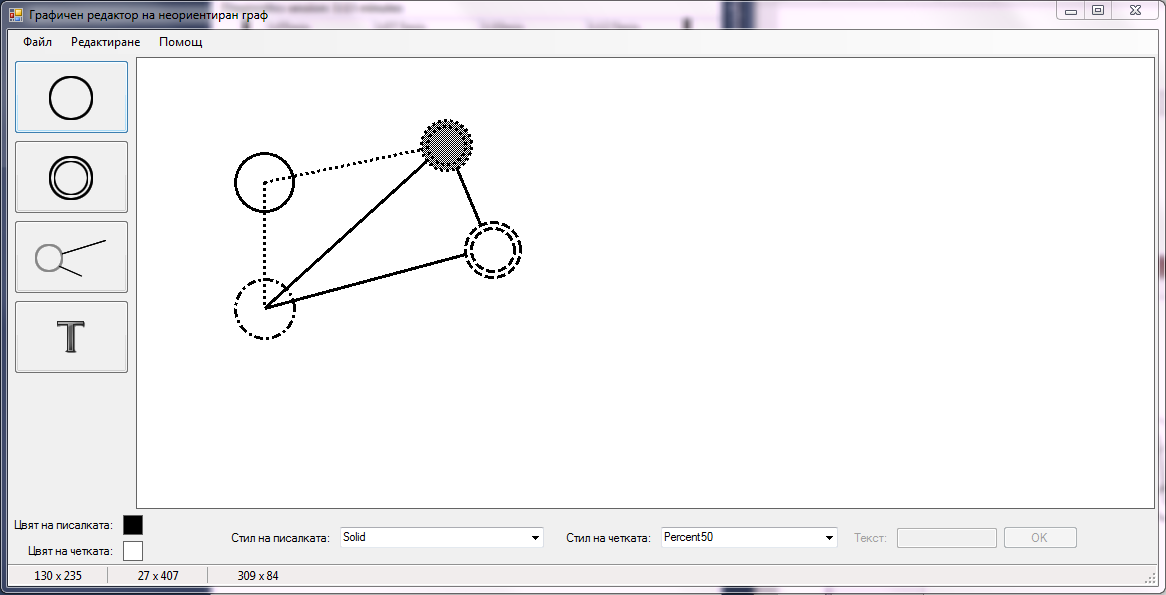 Графичен редактор на неориентиран граф
Файл Редактиране Помощ
T
Цвят на писалката:
Цвят на четката:
Стил на писалката: Solid Стил на четката: Percent50 Текст: OK
130 x 235 27 x 407 309 x 84